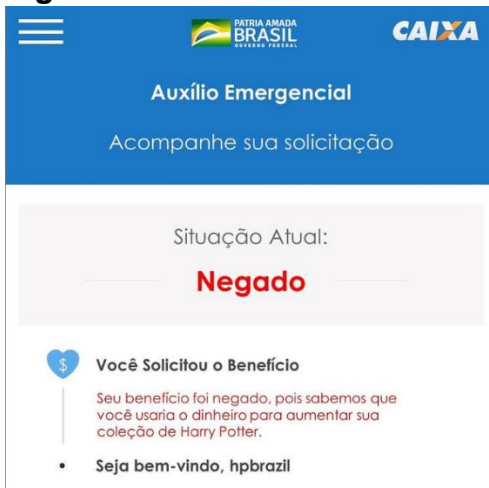 PÁTRIA AMADA
BRASIL
GOVERNO FEDERAL
CAIXA
Auxílio Emergencial
Acompanhe sua solicitação
Situação Atual:
Negado
$
Você Solicitou o Benefício
Seu benefício foi negado, pois sabemos que
você usaria o dinheiro para aumentar sua
coleção de Harry Potter.
• Seja bem-vindo, hpbrazil